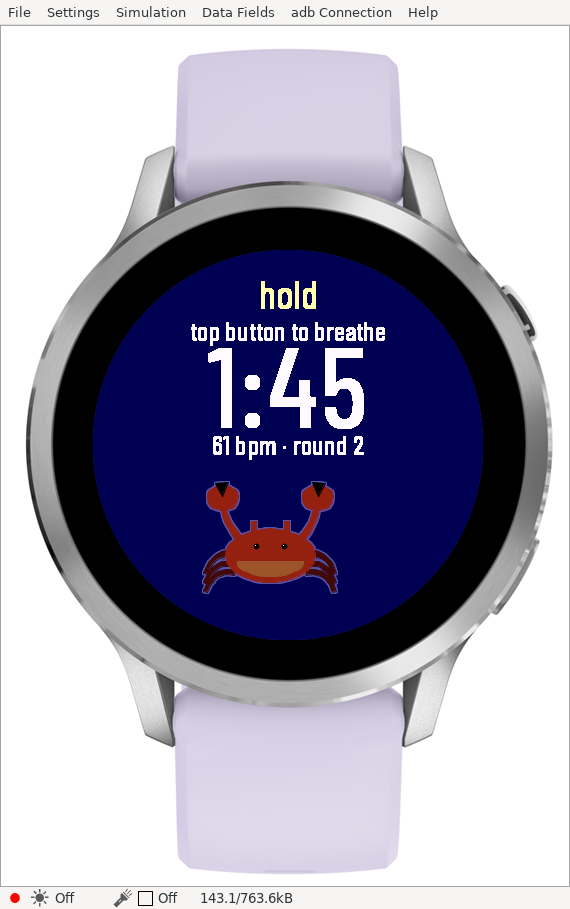 File Settings Simulation Data Fields adb Connection Help
hold
top button to breathe
1:45
61 bpm · round 2
Off Off 143.1/763.6kB